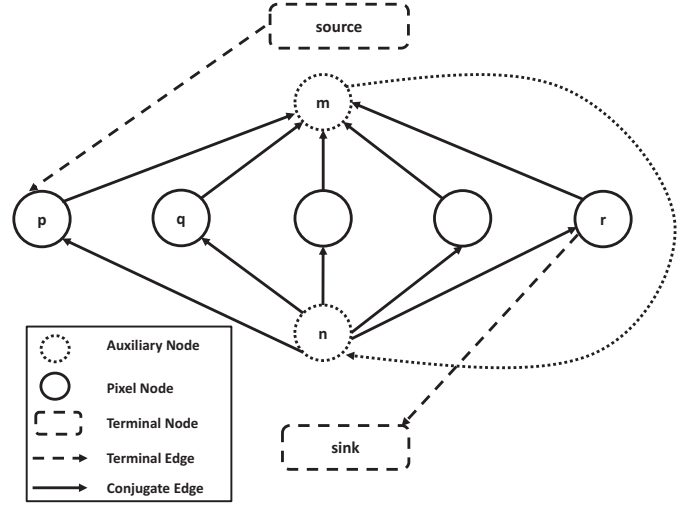 source
m
p
q
r
n
Auxiliary Node
Pixel Node
Terminal Node
Terminal Edge
Conjugate Edge
sink